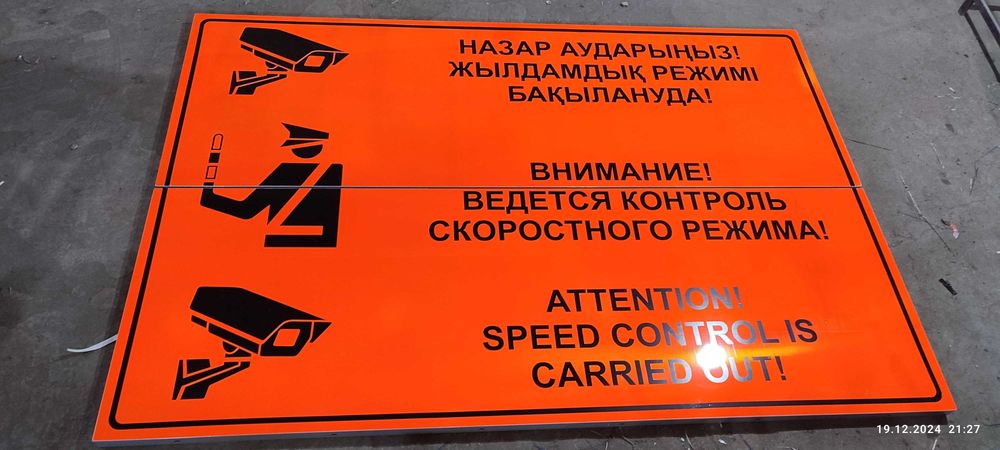 НАЗАР АУДАРЫҢЫЗ!
ЖЫЛДАМДЫҚ РЕЖИМІ
БАҚЫЛАНУДА!
ВНИМАНИЕ!
ВЕДЕТСЯ КОНТРОЛЬ
СКОРОСТНОГО РЕЖИМА!
ATTENTION!
SPEED CONTROL IS
CARRIED OUT!
19.12.2024 21:27